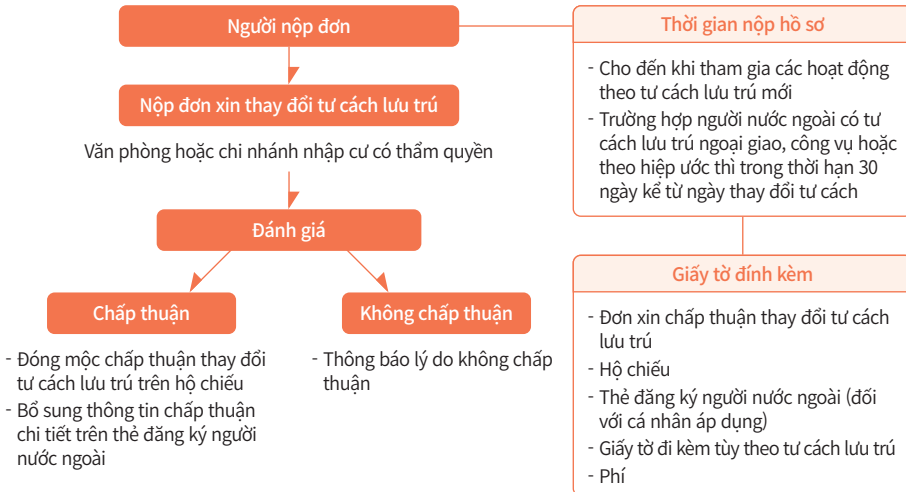 Người nộp đơn
Nộp đơn xin thay đổi tư cách lưu trú
Văn phòng hoặc chi nhánh nhập cư có thẩm quyền
Đánh giá
Chấp thuận
- Đóng mộc chấp thuận thay đổi
tư cách lưu trú trên hộ chiếu
- Bổ sung thông tin chấp thuận
chi tiết trên thẻ đăng ký người
nước ngoài
Không chấp thuận
- Thông báo lý do không chấp
thuận
Thời gian nộp hồ sơ
- Cho đến khi tham gia các hoạt động
theo tư cách lưu trú mới
- Trường hợp người nước ngoài có tư
cách lưu trú ngoại giao, công vụ hoặc
theo hiệp ước thì trong thời hạn 30
ngày kể từ ngày thay đổi tư cách
Giấy tờ đính kèm
- Đơn xin chấp thuận thay đổi tư cách
lưu trú
- Hộ chiếu
- Thẻ đăng ký người nước ngoài (đối
với cá nhân áp dụng)
- Giấy tờ đi kèm tùy theo tư cách lưu trú
- Phí